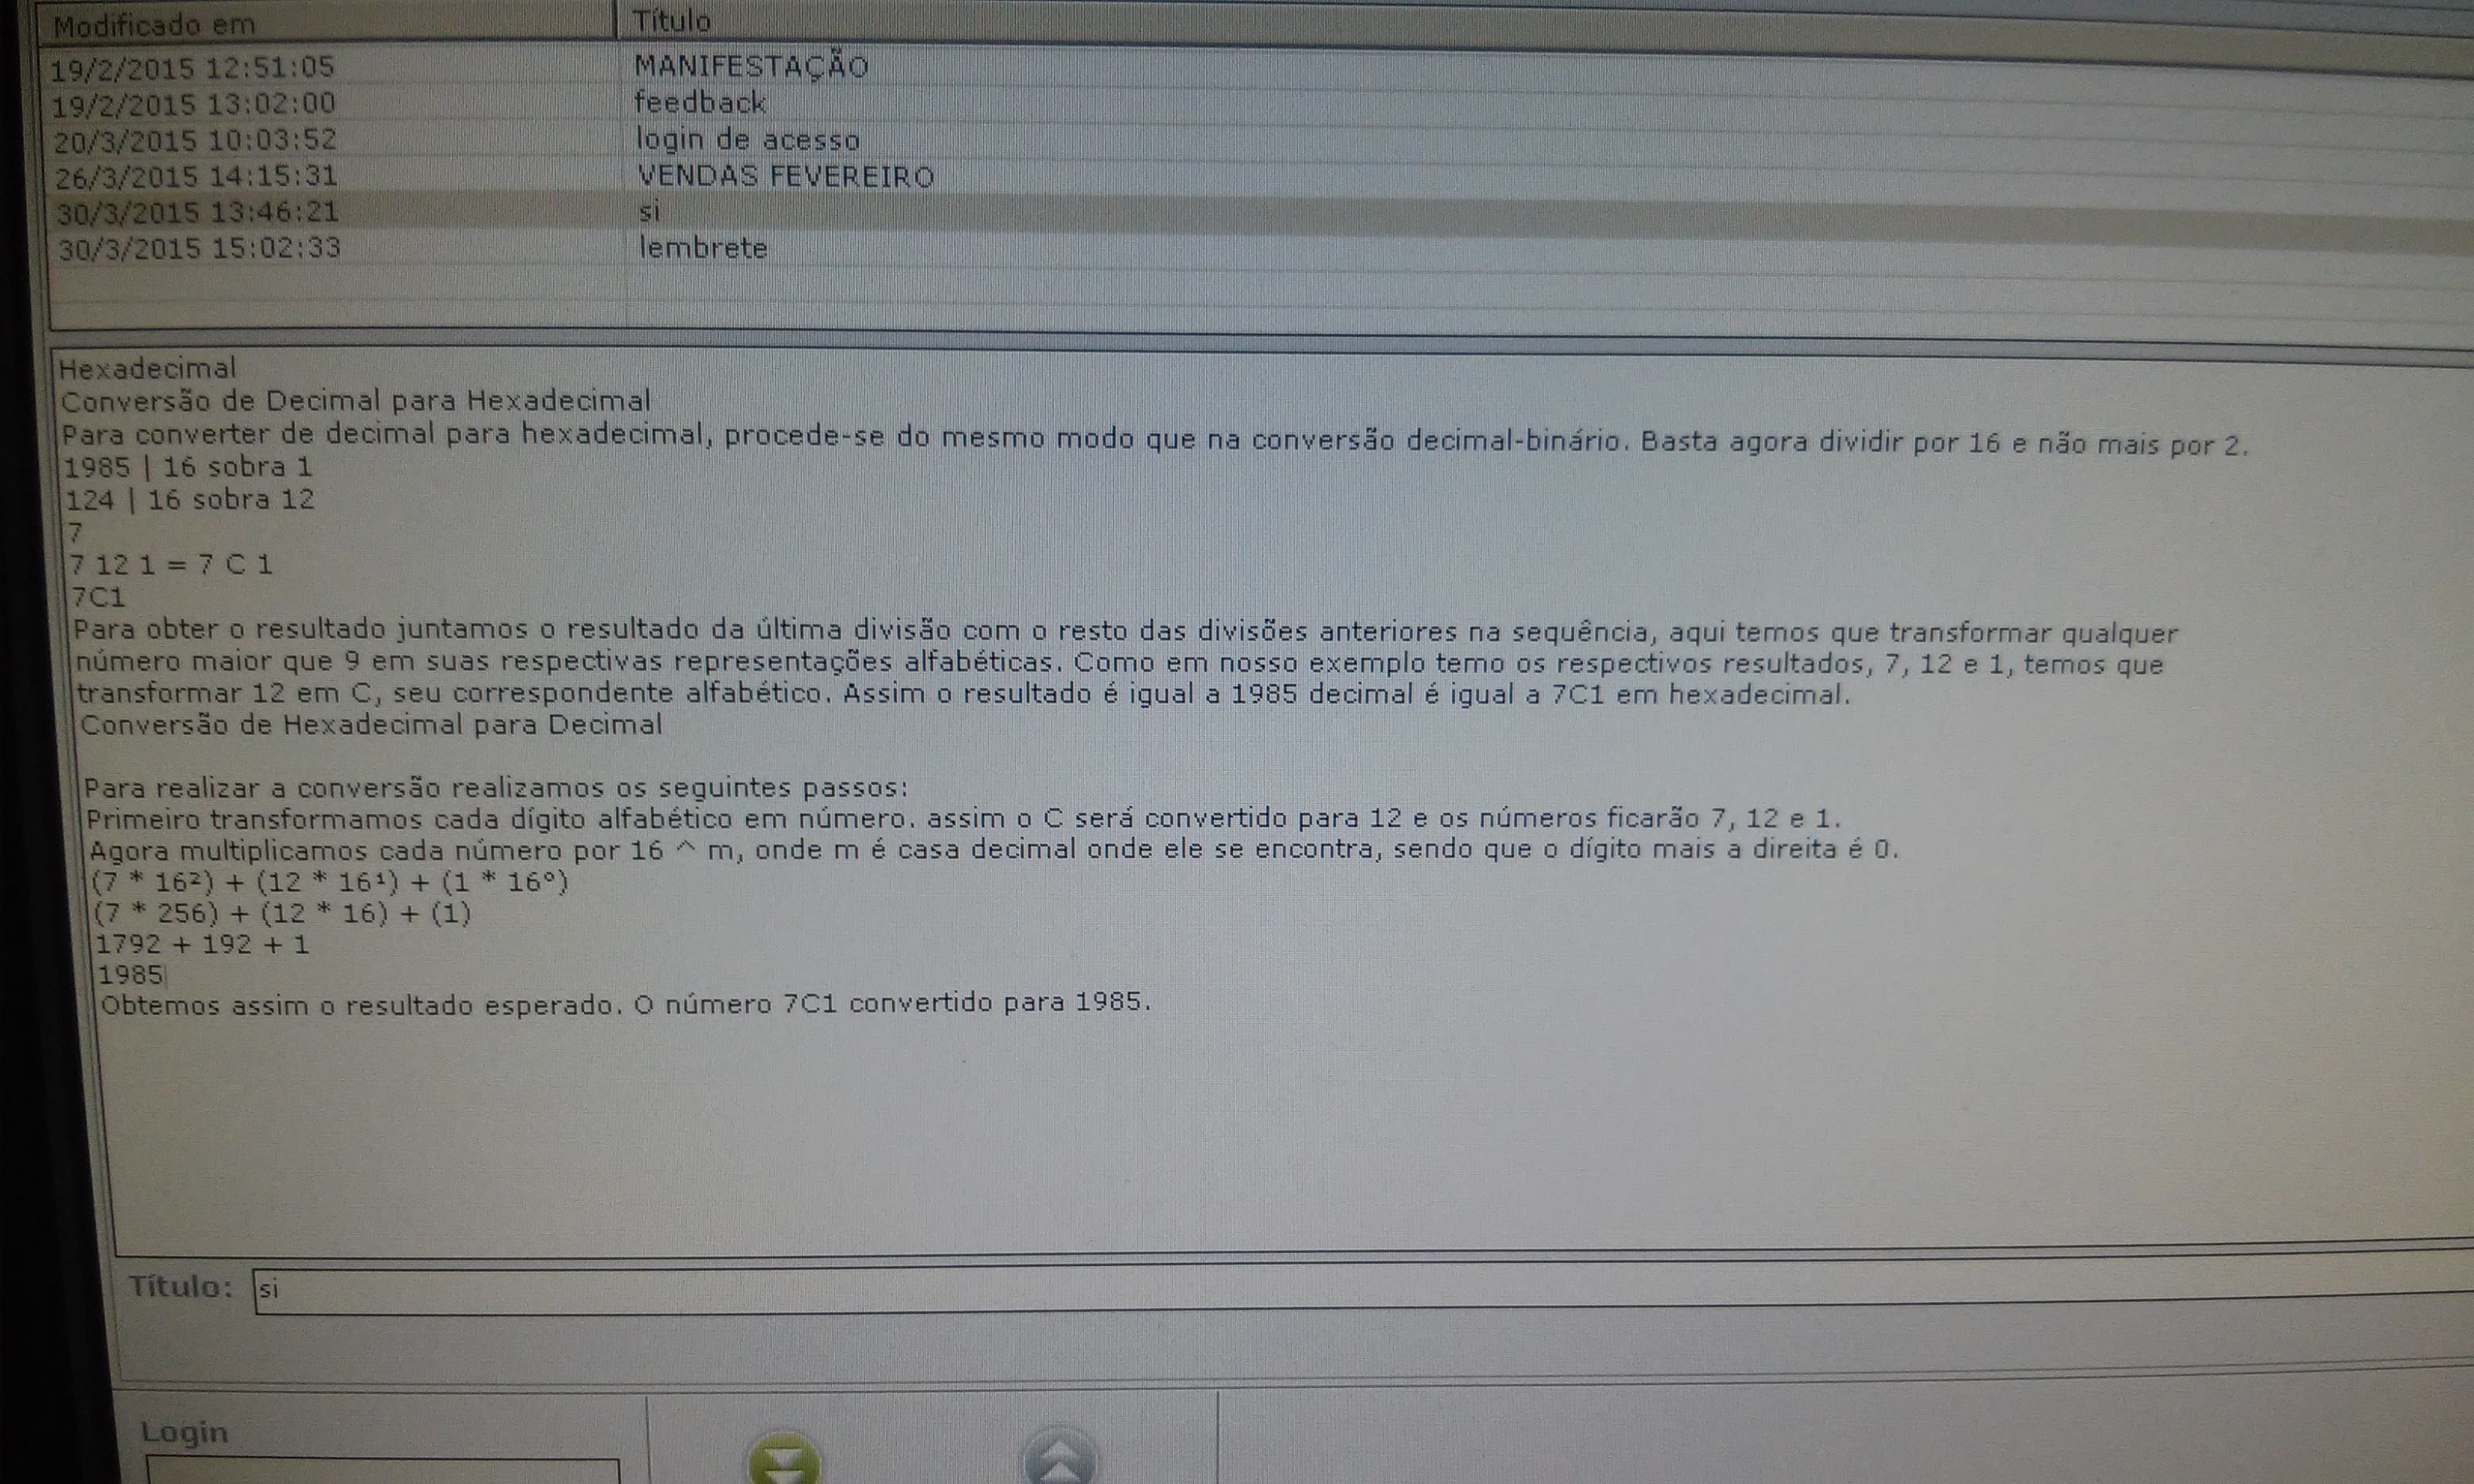 Modificado em Título
19/2/2015 12:51:05 MANIFESTAÇÃO
19/2/2015 13:02:00 feedback
20/3/2015 10:03:52 login de acesso
26/3/2015 14:15:31 VENDAS FEVEREIRO
30/3/2015 13:46:21 si
30/3/2015 15:02:33 lembrete
Hexadecimal
Conversão de Decimal para Hexadecimal
Para converter de decimal para hexadecimal, procede-se do mesmo modo que na conversão decimal-binário. Basta agora dividir por 16 e não mais por 2.
1985 | 16 sobra 1
124 | 16 sobra 12
7
7 12 1 = 7 C 1
7C1
Para obter o resultado juntamos o resultado da última divisão com o resto das divisões anteriores na sequência, aqui temos que transformar qualquer
número maior que 9 em suas respectivas representações alfabéticas. Como em nosso exemplo temo os respectivos resultados, 7, 12 e 1, temos que
transformar 12 em C, seu correspondente alfabético. Assim o resultado é igual a 1985 decimal é igual a 7C1 em hexadecimal.
Conversão de Hexadecimal para Decimal
Para realizar a conversão realizamos os seguintes passos:
Primeiro transformamos cada dígito alfabético em número. assim o C será convertido para 12 e os números ficarão 7, 12 e 1.
Agora multiplicamos cada número por 16 ^ m, onde m é casa decimal onde ele se encontra, sendo que o dígito mais a direita é 0.
(7 * 16²) + (12 * 16¹) + (1 * 16°)
(7 * 256) + (12 * 16) + (1)
1792 + 192 + 1
1985
Obtemos assim o resultado esperado. O número 7C1 convertido para 1985.
Título: si
Login